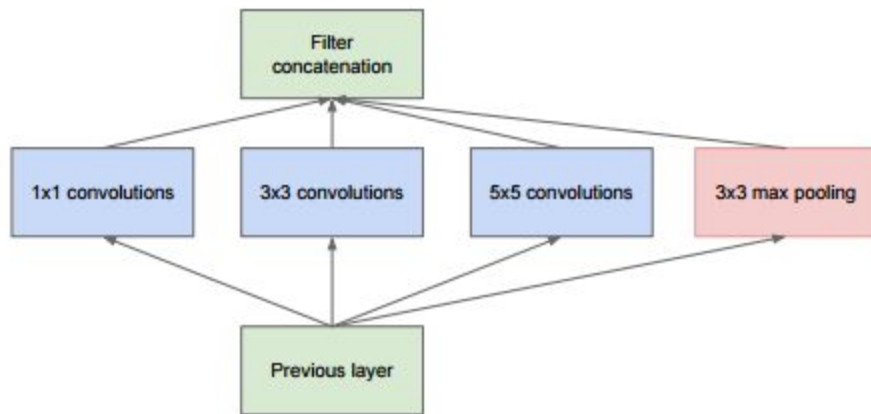 Filter
concatenation
1x1 convolutions
3x3 convolutions
5x5 convolutions
3x3 max pooling
Previous layer